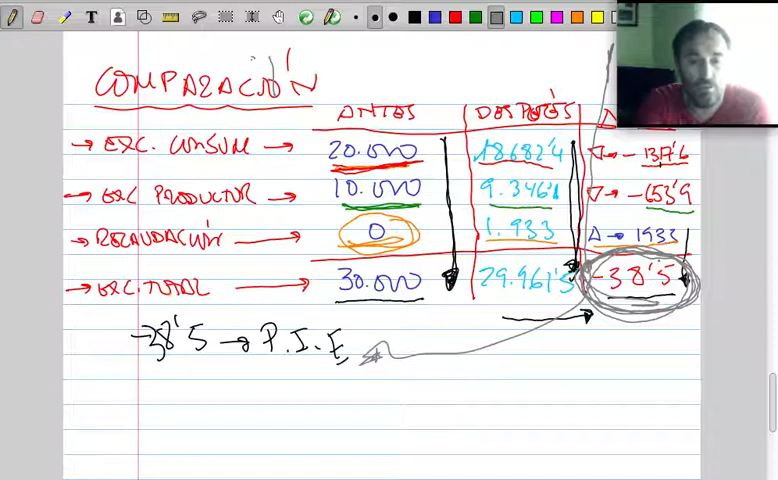 COMPARACIÓN
ANTES DESPUÉS
→ EXC. CONSUM → 20.000 18.682'4 ∇→ -1317'6
→ EXC PRODUCTOR → 10.000 9.346'1 ∇→ -653'9
→ RECAUDACIÓN → 0 1.933 Δ→ 1933
→ EXC. TOTAL → 30.000 29.961'5 -38'5
-38'5 → P.I.E